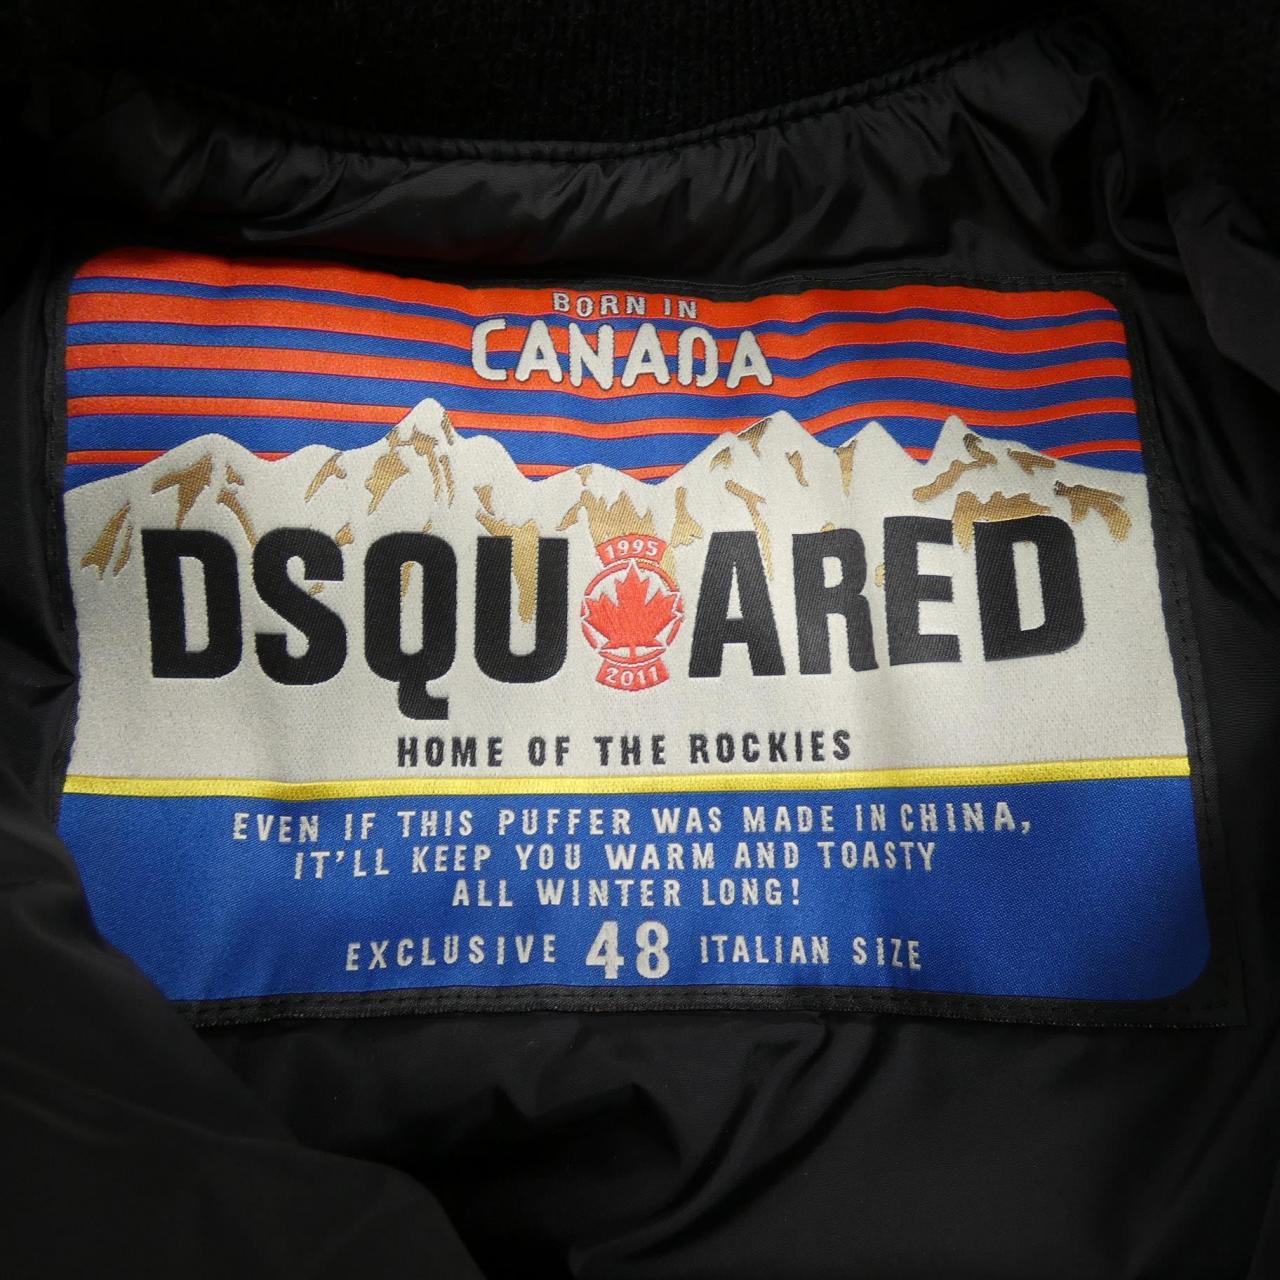 BORN IN
CANADA
1995
DSQU ARED
2011
HOME OF THE ROCKIES
EVEN IF THIS PUFFER WAS MADE IN CHINA,
IT'LL KEEP YOU WARM AND TOASTY
ALL WINTER LONG!
EXCLUSIVE 48 ITALIAN SIZE